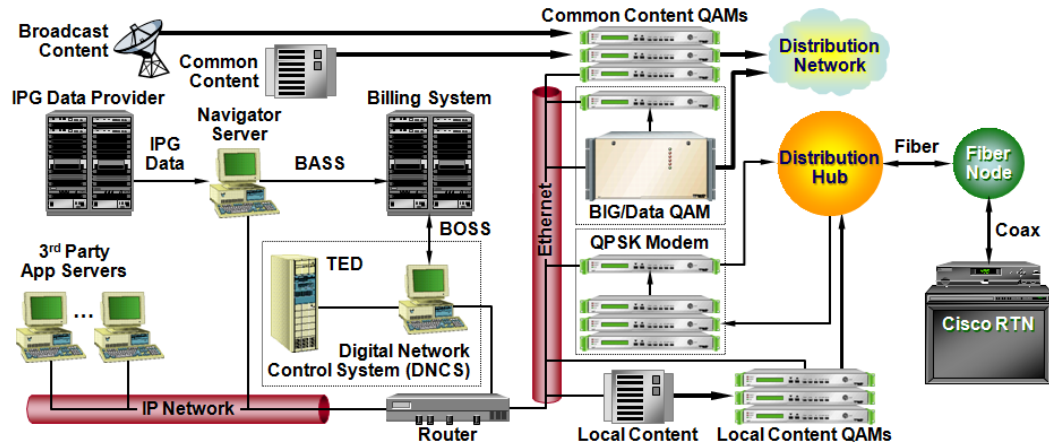 Broadcast
Content
Common
Content
Common Content QAMs
Distribution
Network
IPG Data Provider
IPG
Data
Navigator
Server
BASS
Billing System
BOSS
Ethernet
BIG/Data QAM
QPSK Modem
Distribution
Hub
Fiber
Fiber
Node
Coax
Cisco RTN
3rd Party
App Servers
...
TED
Digital Network
Control System (DNCS)
IP Network
Router
Local Content
Local Content QAMs